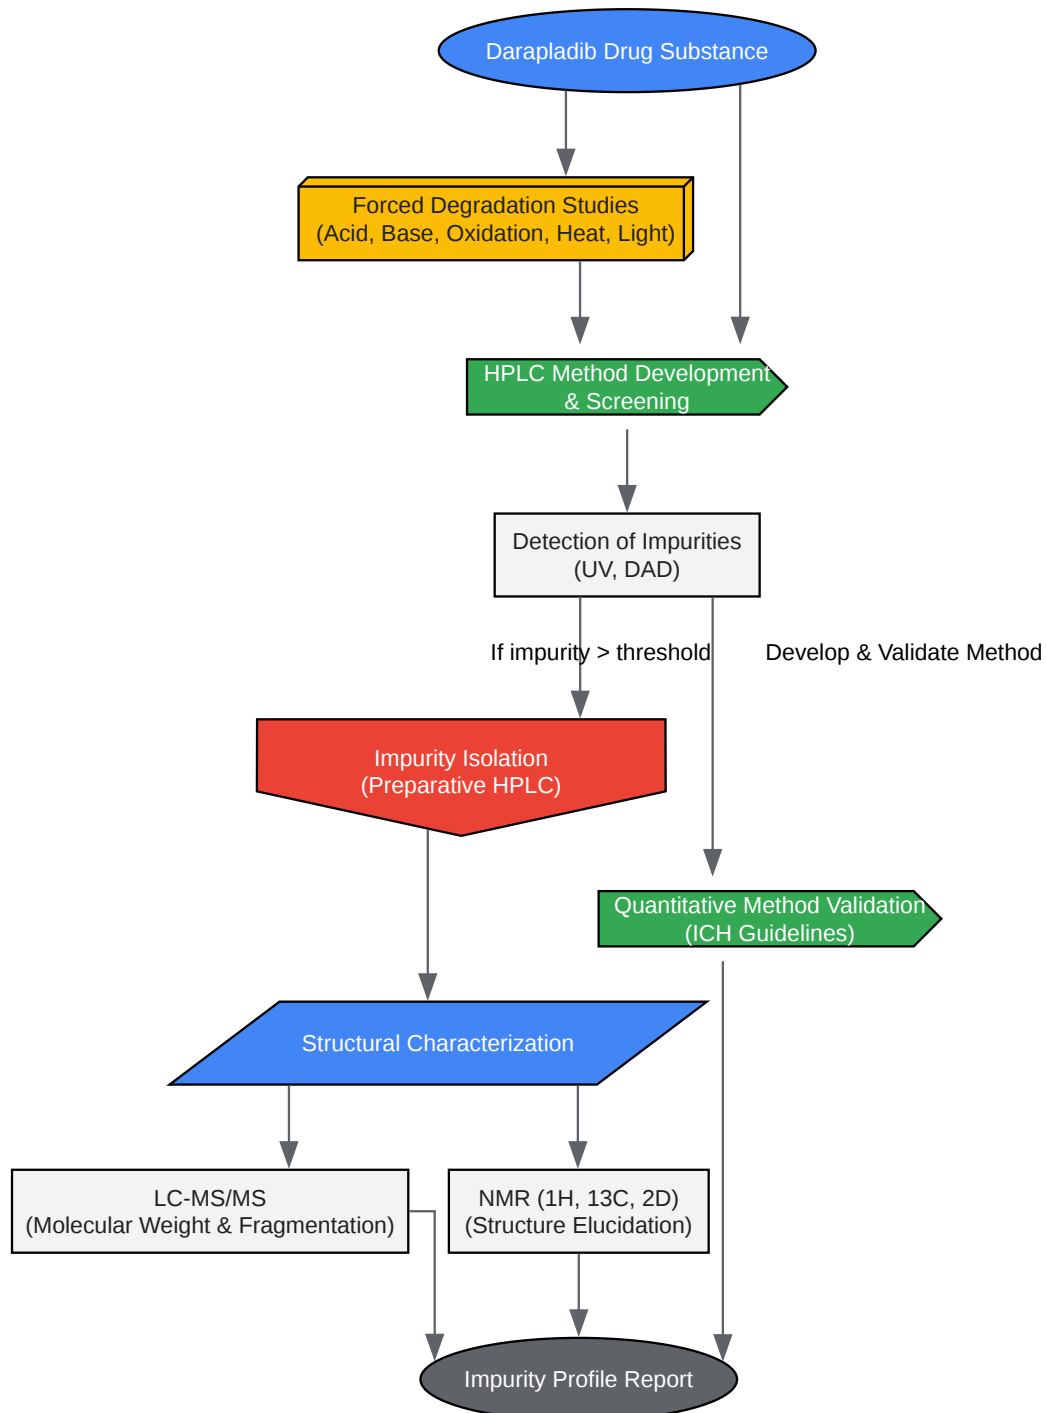 Darapladib Drug Substance
Forced Degradation Studies
(Acid, Base, Oxidation, Heat, Light)
HPLC Method Development
& Screening
Detection of Impurities
(UV, DAD)
If impurity > threshold
Develop & Validate Method
Impurity Isolation
(Preparative HPLC)
Quantitative Method Validation
(ICH Guidelines)
Structural Characterization
LC-MS/MS
(Molecular Weight & Fragmentation)
NMR (1H, 13C, 2D)
(Structure Elucidation)
Impurity Profile Report